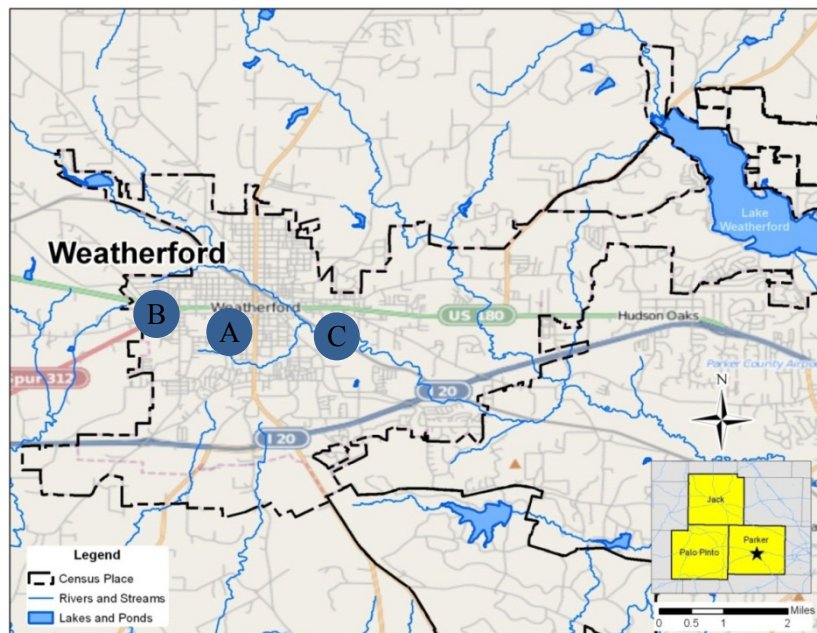 Lake
Weatherford
Weatherford
B
Weatherford
A
C
US 180
Hudson Oaks
Spur 312
Parker County Airport
I 20
I 20
N
Jack
Palo Pinto
Parker
Legend
Census Place
Rivers and Streams
Lakes and Ponds
Miles
0 0.5 1 2